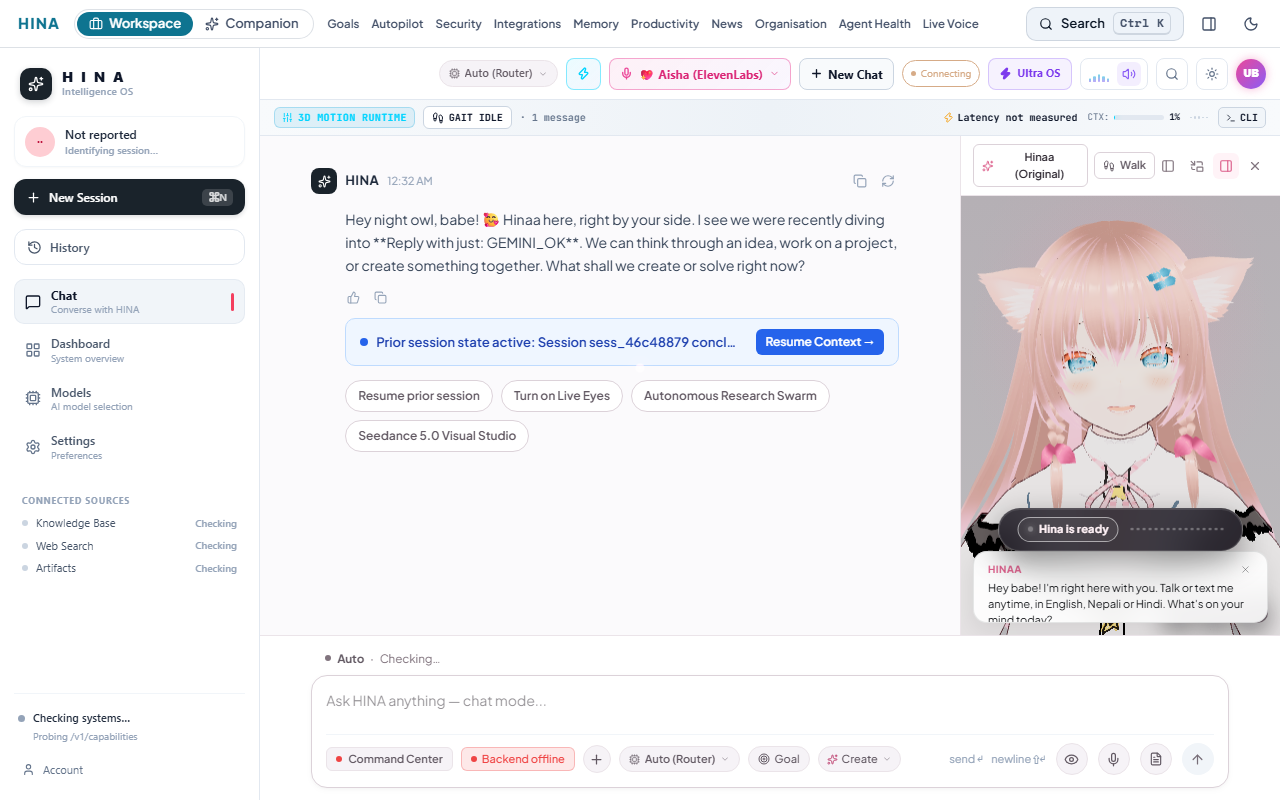 HINA
Workspace
Companion
Goals
Autopilot
Security
Integrations
Memory
Productivity
News
Organisation
Agent Health
Live Voice
Search Ctrl K
HINA
Intelligence OS
Auto (Router)
Aisha (ElevenLabs)
+ New Chat
Connecting
Ultra OS
UB
Not reported
Identifying session...
3D MOTION RUNTIME
GAIT IDLE
· 1 message
Latency not measured
CTX:
1%
CLI
New Session ⌘N
History
Chat
Converse with HINA
Dashboard
System overview
Models
AI model selection
Settings
Preferences
CONNECTED SOURCES
Knowledge Base Checking
Web Search Checking
Artifacts Checking
Checking systems...
Probing /v1/capabilities
Account
HINA 12:32 AM
Hey night owl, babe! 🥰 Hinaa here, right by your side. I see we were recently diving
into **Reply with just: GEMINI_OK**. We can think through an idea, work on a project,
or create something together. What shall we create or solve right now?
Prior session state active: Session sess_46c48879 concl...
Resume Context →
Resume prior session
Turn on Live Eyes
Autonomous Research Swarm
Seedance 5.0 Visual Studio
Hinaa
(Original)
Walk
Hina is ready
HINAA
Hey babe! I'm right here with you. Talk or text me
anytime, in English, Nepali or Hindi. What's on your
mind today?
Auto · Checking...
Ask HINA anything — chat mode...
Command Center
Backend offline
Auto (Router)
Goal
Create
send ↵
newline ⇧↵